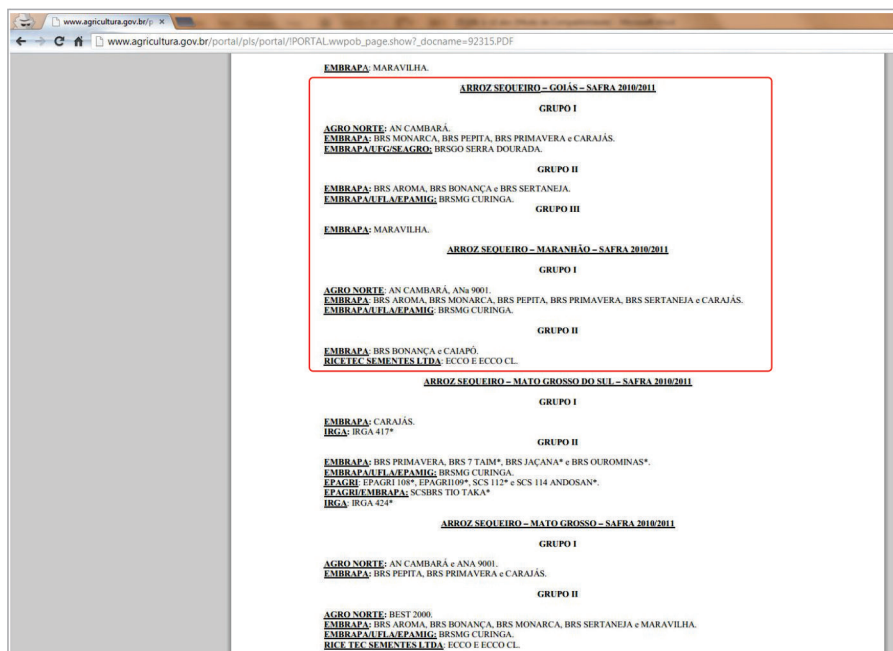 www.agricultura.gov.br/p ×
www.agricultura.gov.br/portal/pls/portal/!PORTAL.wwpob_page.show?_docname=92315.PDF
EMBRAPA: MARAVILHA.
ARROZ SEQUEIRO – GOIÁS – SAFRA 2010/2011
GRUPO I
AGRO NORTE: AN CAMBARÁ.
EMBRAPA: BRS MONARCA, BRS PEPITA, BRS PRIMAVERA e CARAJÁS.
EMBRAPA/UFG/SEAGRO: BRSGO SERRA DOURADA.
GRUPO II
EMBRAPA: BRS AROMA, BRS BONANÇA e BRS SERTANEJA.
EMBRAPA/UFLA/EPAMIG: BRSMG CURINGA.
GRUPO III
EMBRAPA: MARAVILHA.
ARROZ SEQUEIRO – MARANHÃO – SAFRA 2010/2011
GRUPO I
AGRO NORTE: AN CAMBARÁ, ANa 9001.
EMBRAPA: BRS AROMA, BRS MONARCA, BRS PEPITA, BRS PRIMAVERA, BRS SERTANEJA e CARAJÁS.
EMBRAPA/UFLA/EPAMIG: BRSMG CURINGA.
GRUPO II
EMBRAPA: BRS BONANÇA e CAIAPÓ.
RICETEC SEMENTES LTDA: ECCO E ECCO CL.
ARROZ SEQUEIRO – MATO GROSSO DO SUL – SAFRA 2010/2011
GRUPO I
EMBRAPA: CARAJÁS.
IRGA: IRGA 417*
GRUPO II
EMBRAPA: BRS PRIMAVERA, BRS 7 TAIM*, BRS JAÇANA* e BRS OUROMINAS*.
EMBRAPA/UFLA/EPAMIG: BRSMG CURINGA.
EPAGRI: EPAGRI 108*, EPAGRI109*, SCS 112* e SCS 114 ANDOSAN*.
EPAGRI/EMBRAPA: SCSBRS TIO TAKA*
IRGA: IRGA 424*
ARROZ SEQUEIRO – MATO GROSSO – SAFRA 2010/2011
GRUPO I
AGRO NORTE: AN CAMBARÁ e ANA 9001.
EMBRAPA: BRS PEPITA, BRS PRIMAVERA e CARAJÁS.
GRUPO II
AGRO NORTE: BEST 2000.
EMBRAPA: BRS AROMA, BRS BONANÇA, BRS MONARCA, BRS SERTANEJA e MARAVILHA.
EMBRAPA/UFLA/EPAMIG: BRSMG CURINGA.
RICE TEC SEMENTES LTDA: ECCO E ECCO CL.